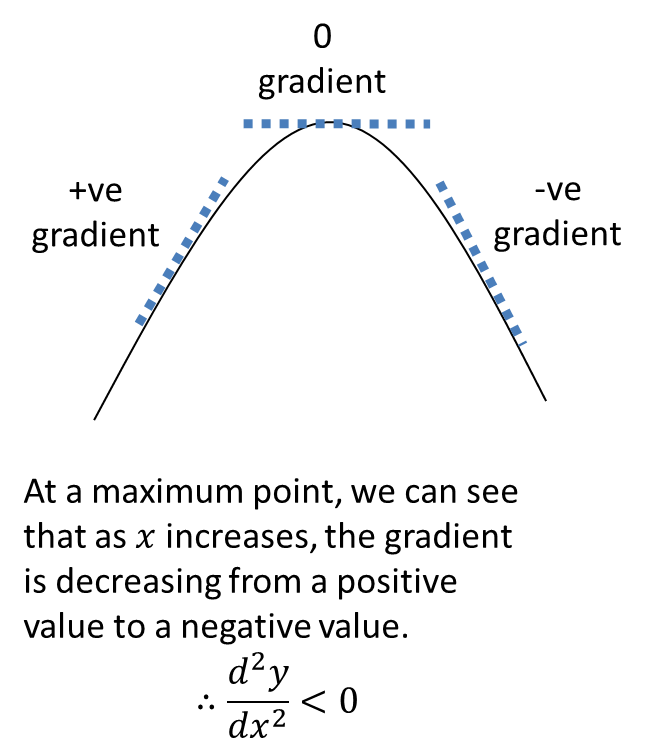 0
gradient
+ve
gradient
-ve
gradient
At a maximum point, we can see
that as 𝑥 increases, the gradient
is decreasing from a positive
value to a negative value.
∴ 𝑑²𝑦/𝑑𝑥² < 0